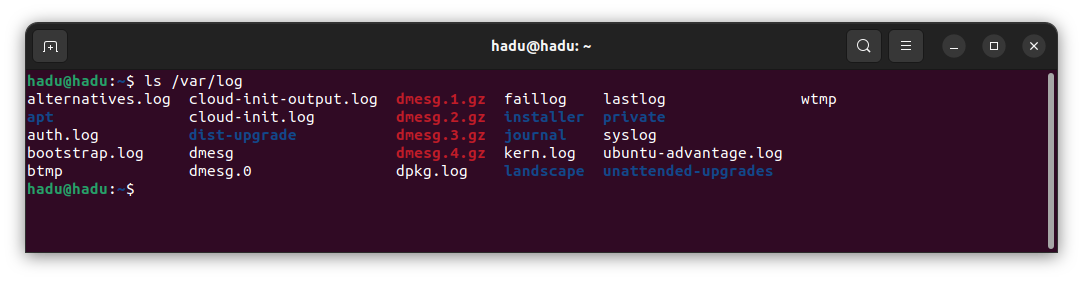 hadu@hadu: ~
hadu@hadu:~$ ls /var/log
alternatives.log  cloud-init-output.log  dmesg.1.gz  faillog    lastlog               wtmp
apt               cloud-init.log         dmesg.2.gz  installer  private
auth.log          dist-upgrade           dmesg.3.gz  journal    syslog
bootstrap.log     dmesg                  dmesg.4.gz  kern.log   ubuntu-advantage.log
btmp              dmesg.0                dpkg.log    landscape  unattended-upgrades
hadu@hadu:~$